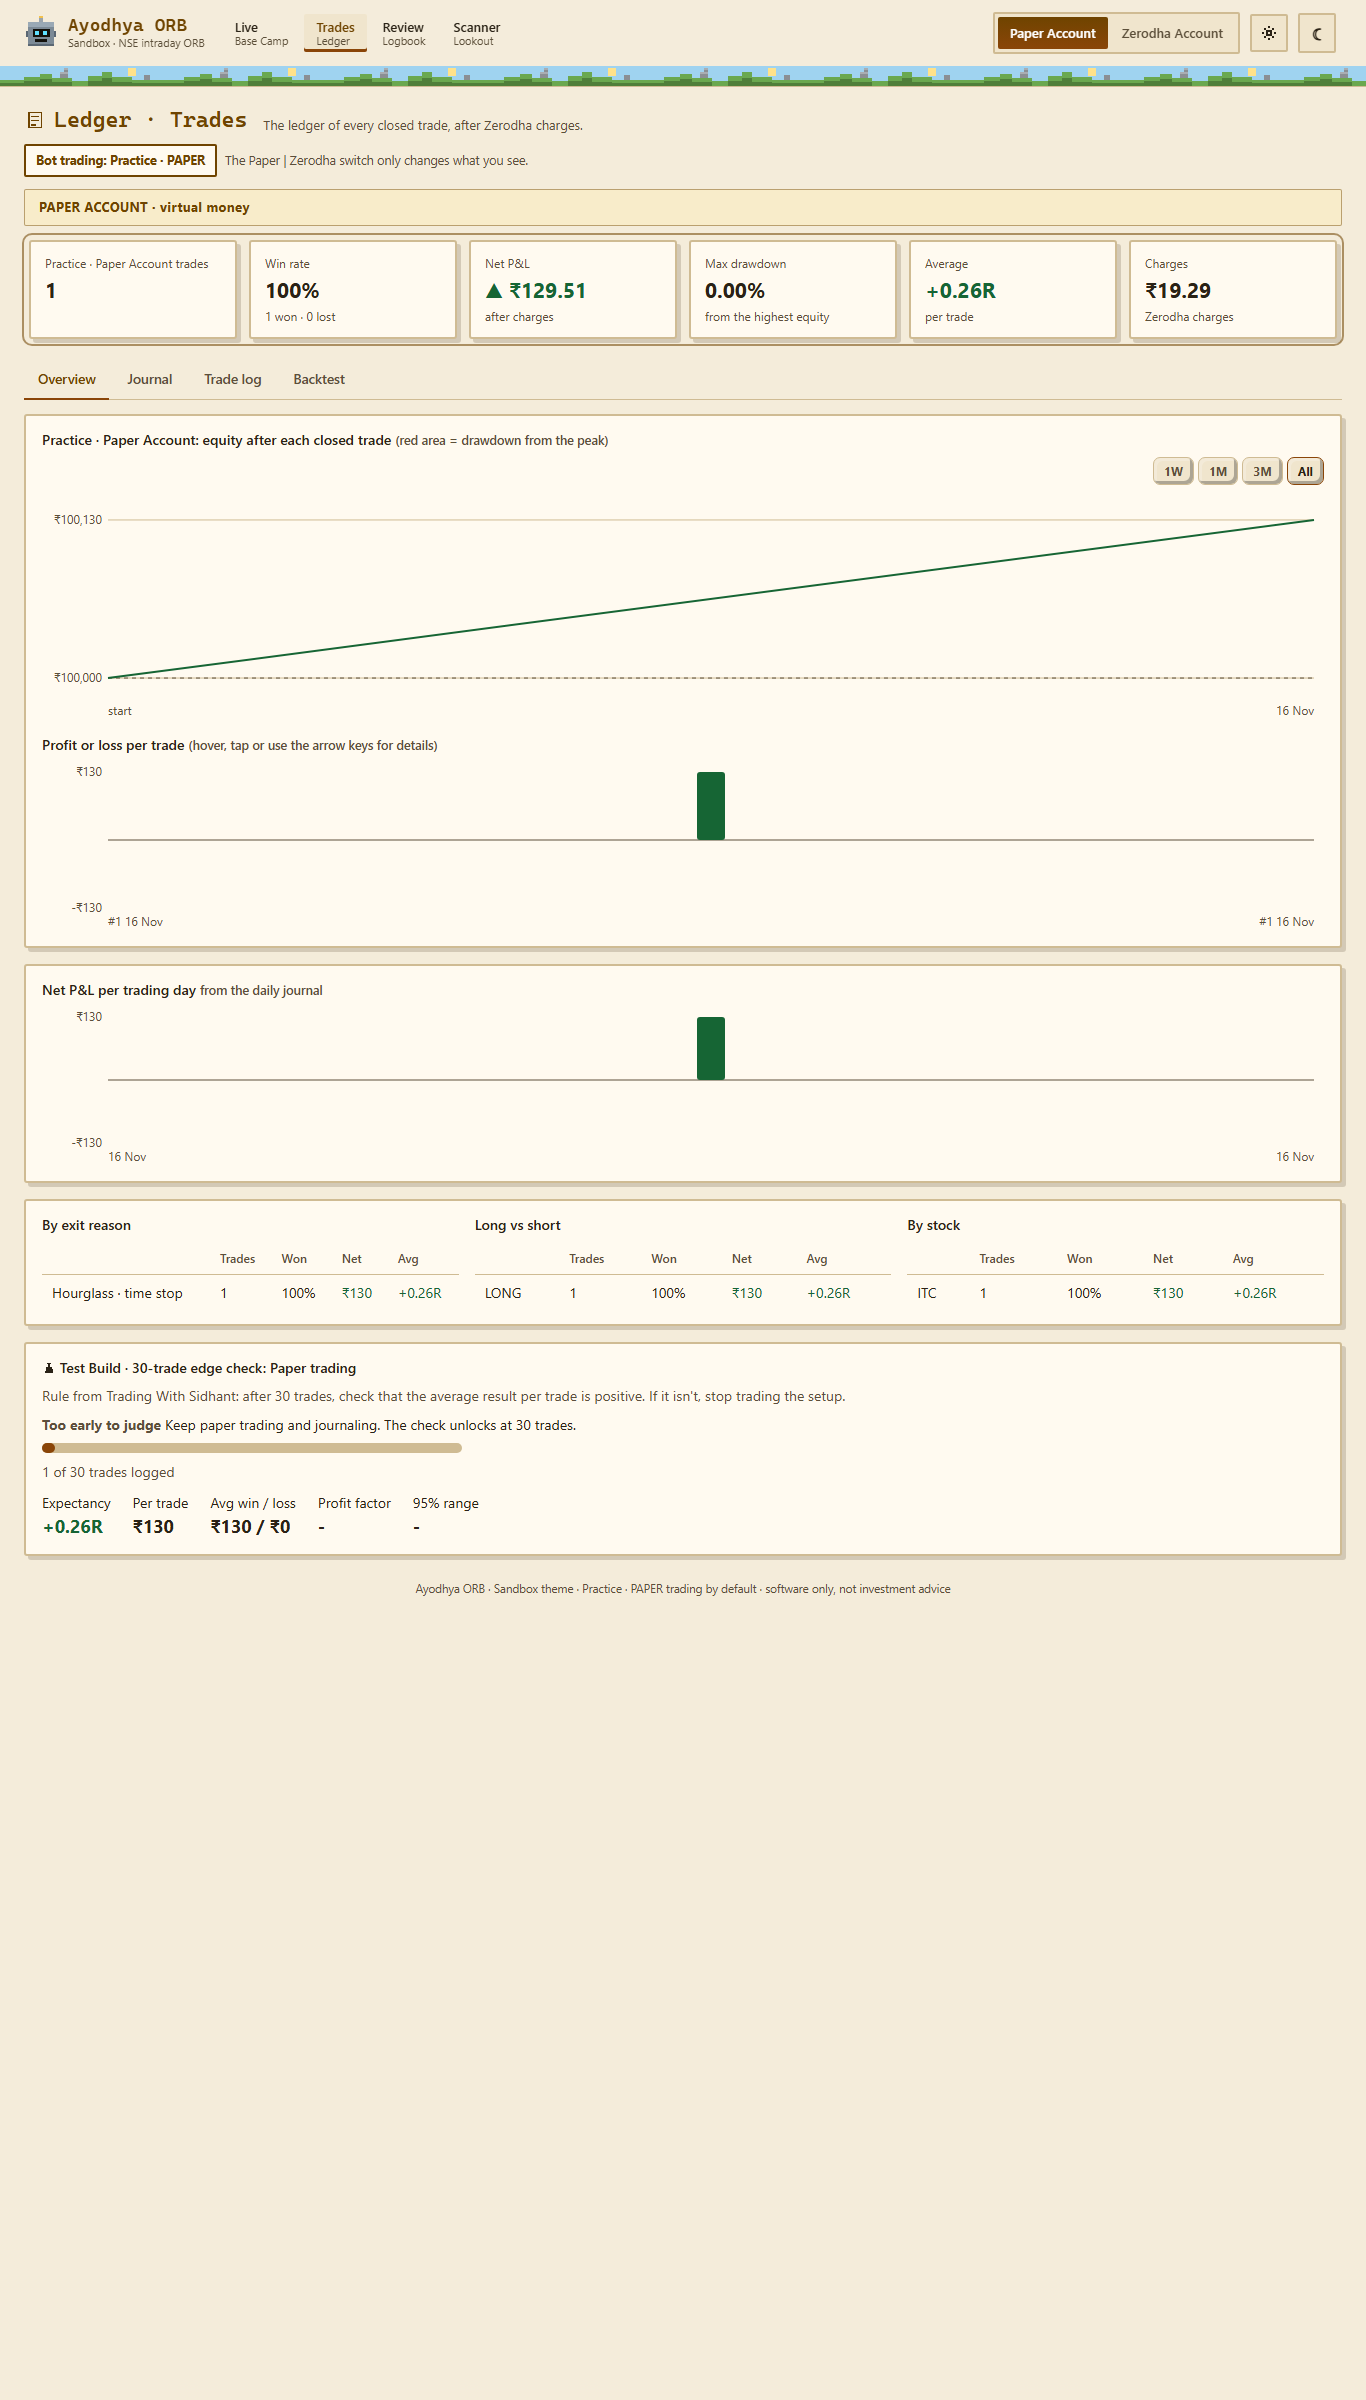 Ayodhya ORB
Sandbox · NSE intraday ORB
Live
Base Camp
Trades
Ledger
Review
Logbook
Scanner
Lookout
Paper Account
Zerodha Account
Ledger · Trades
The ledger of every closed trade, after Zerodha charges.
Bot trading: Practice · PAPER
The Paper | Zerodha switch only changes what you see.
PAPER ACCOUNT · virtual money
Practice · Paper Account trades
1
Win rate
100%
1 won · 0 lost
Net P&L
▲ ₹129.51
after charges
Max drawdown
0.00%
from the highest equity
Average
+0.26R
per trade
Charges
₹19.29
Zerodha charges
Overview
Journal
Trade log
Backtest
Practice · Paper Account: equity after each closed trade (red area = drawdown from the peak)
1W
1M
3M
All
₹100,130
₹100,000
start
16 Nov
Profit or loss per trade (hover, tap or use the arrow keys for details)
₹130
-₹130
#1 16 Nov
#1 16 Nov
Net P&L per trading day from the daily journal
₹130
-₹130
16 Nov
16 Nov
By exit reason
Trades Won Net Avg
Hourglass · time stop 1 100% ₹130 +0.26R
Long vs short
Trades Won Net Avg
LONG 1 100% ₹130 +0.26R
By stock
Trades Won Net Avg
ITC 1 100% ₹130 +0.26R
Test Build · 30-trade edge check: Paper trading
Rule from Trading With Sidhant: after 30 trades, check that the average result per trade is positive. If it isn't, stop trading the setup.
Too early to judge Keep paper trading and journaling. The check unlocks at 30 trades.
1 of 30 trades logged
Expectancy
+0.26R
Per trade
₹130
Avg win / loss
₹130 / ₹0
Profit factor
-
95% range
-
Ayodhya ORB · Sandbox theme · Practice · PAPER trading by default · software only, not investment advice